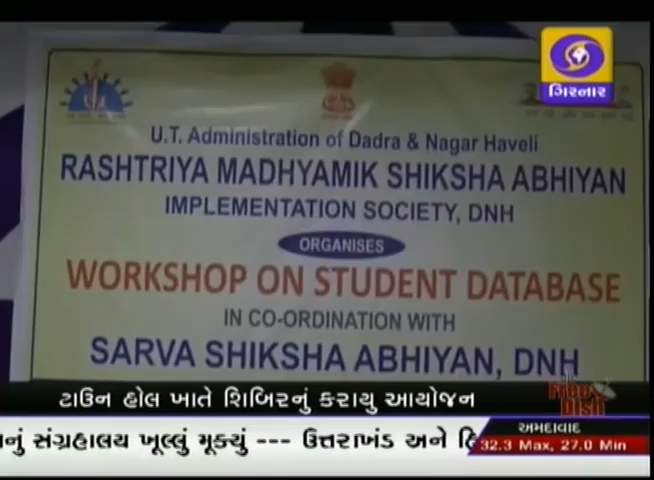 ગિરનાર
U.T. Administration of Dadra & Nagar Haveli
RASHTRIYA MADHYAMIK SHIKSHA ABHIYAN
IMPLEMENTATION SOCIETY, DNH
ORGANISES
WORKSHOP ON STUDENT DATABASE
IN CO-ORDINATION WITH
SARVA SHIKSHA ABHIYAN, DNH
ટાઉન હોલ ખાતે શિબિરનું કરાયુ આયોજન
Free Dish
સંગ્રહાલય ખૂલ્લું મૂક્યું --- ઉત્તરાખંડ અને
અમદાવાદ
32.3 Max, 27.0 Min